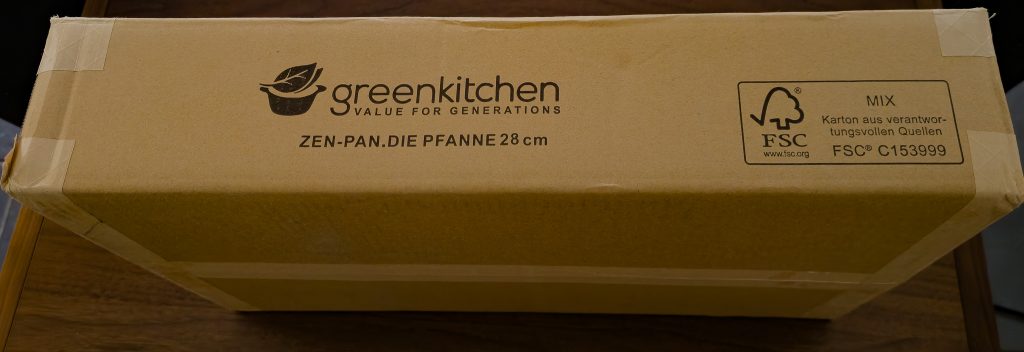 greenkitchen
VALUE FOR GENERATIONS
ZEN-PAN.DIE PFANNE 28 cm
®
FSC
www.fsc.org
MIX
Karton aus verantwor-
tungsvollen Quellen
FSC® C153999